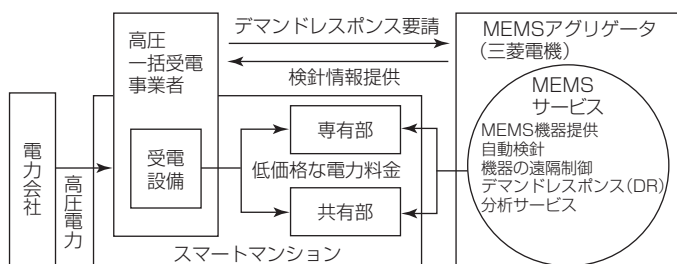 電力会社
高圧電力
高圧
一括受電
事業者
受電
設備
デマンドレスポンス要請
検針情報提供
専有部
低価格な電力料金
共有部
スマートマンション
MEMSアグリゲータ
(三菱電機)
MEMS
サービス
MEMS機器提供
自動検針
機器の遠隔制御
デマンドレスポンス(DR)
分析サービス